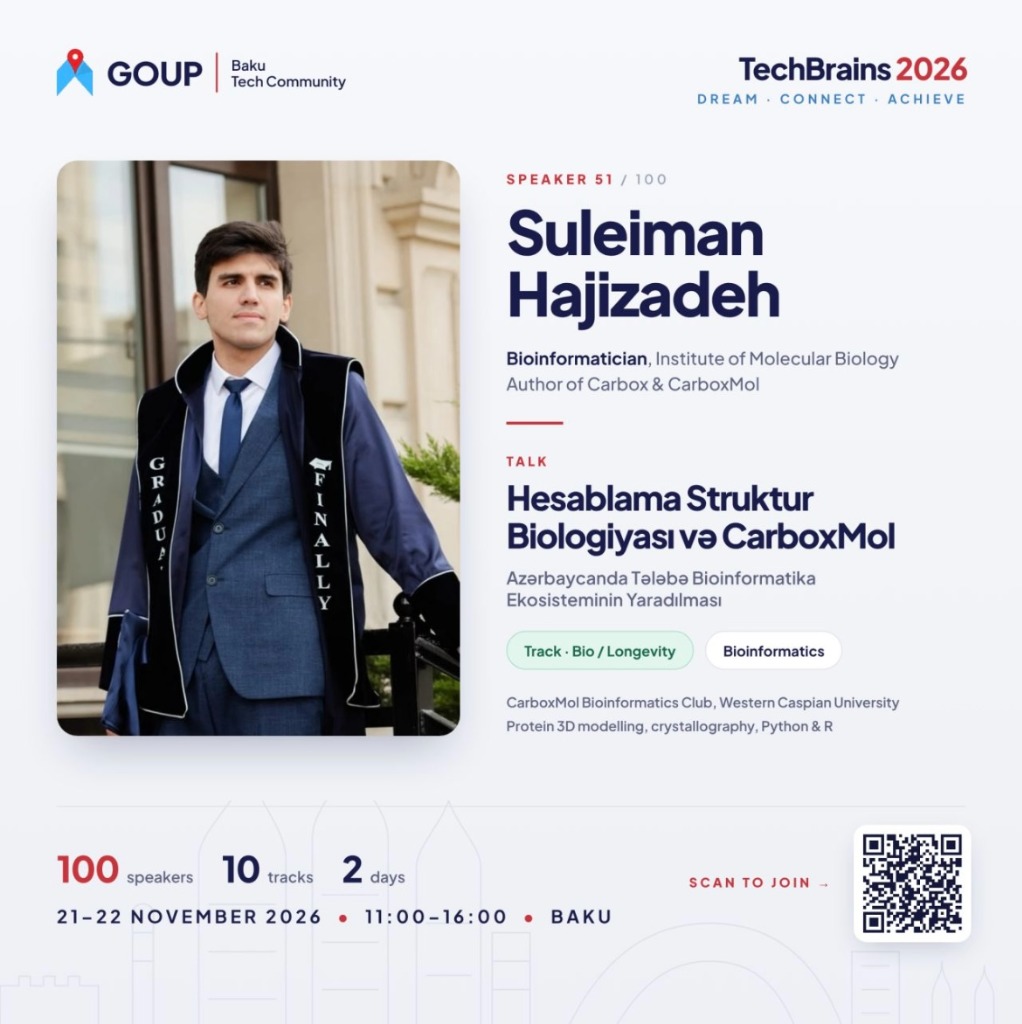 GOUP
Baku
Tech Community
TechBrains 2026
DREAM · CONNECT · ACHIEVE
SPEAKER 51 / 100
Suleiman
Hajizadeh
Bioinformatician, Institute of Molecular Biology
Author of Carbox & CarboxMol
TALK
Hesablama Struktur
Biologiyası və CarboxMol
Azərbaycanda Tələbə Bioinformatika
Ekosisteminin Yaradılması
Track · Bio / Longevity
Bioinformatics
CarboxMol Bioinformatics Club, Western Caspian University
Protein 3D modelling, crystallography, Python & R
FINALLY
100 speakers 10 tracks 2 days
21–22 NOVEMBER 2026 • 11:00–16:00 • BAKU
SCAN TO JOIN →